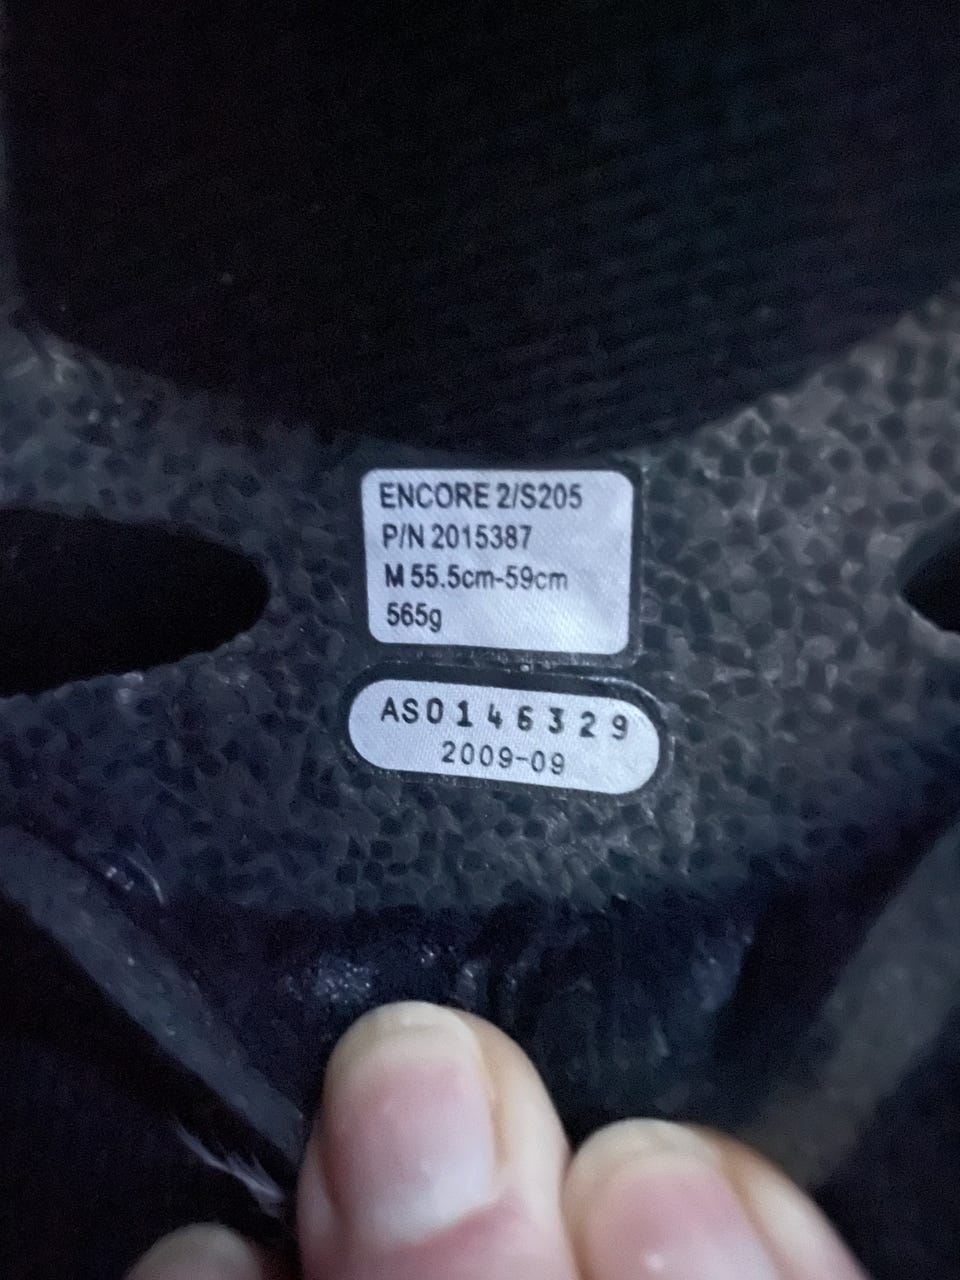 ENCORE 2/S205
P/N 2015387
M 55.5cm-59cm
565g
AS0146329
2009-09